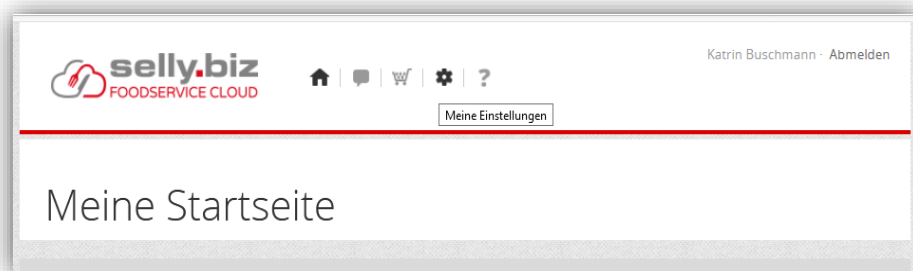 selly.biz
FOODSERVICE CLOUD
?
Katrin Buschmann · Abmelden
Meine Einstellungen
Meine Startseite